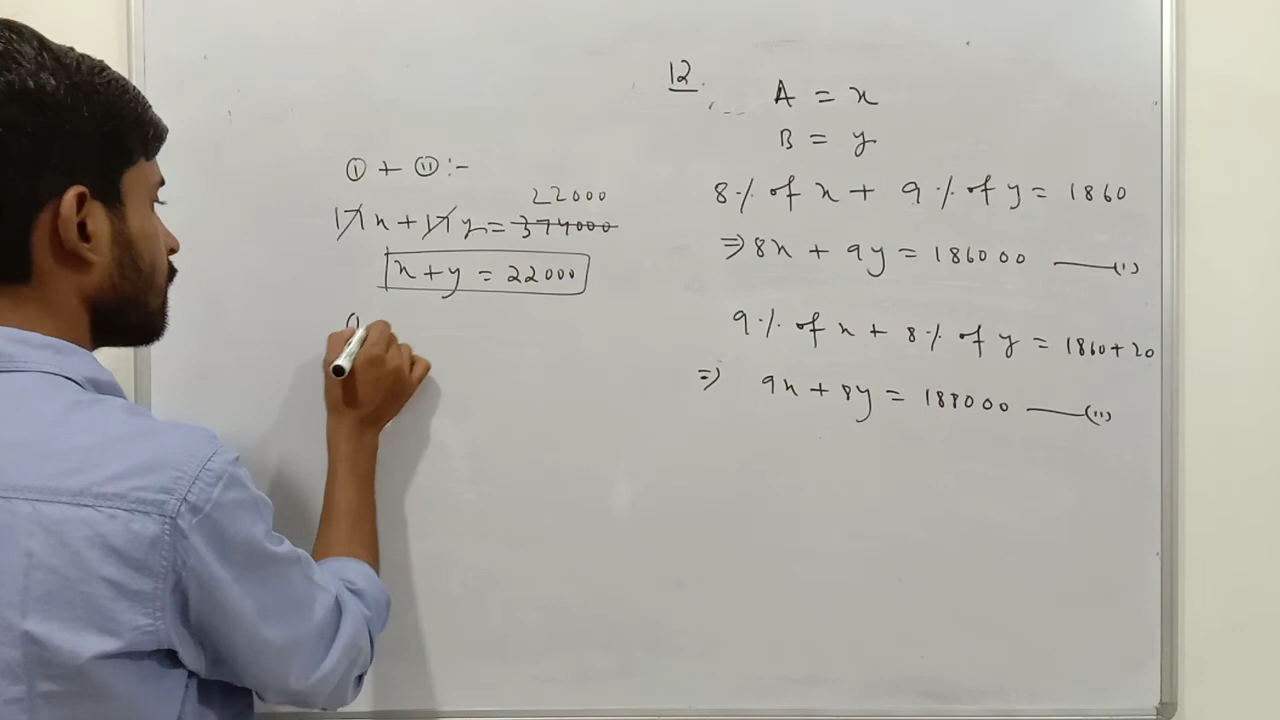 12.
A = x
B = y
8% of x + 9% of y = 1860
⇒ 8x + 9y = 186000 ——(i)
9% of x + 8% of y = 1860+20
⇒ 9x + 8y = 188000 ——(ii)
(i) + (ii) :-
22000
17x + 17y = 374000
x + y = 22000